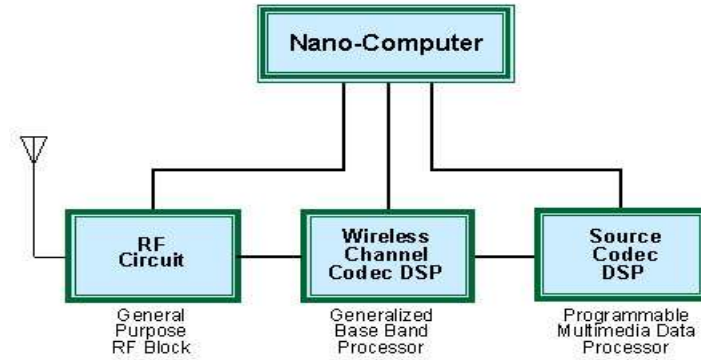 Nano-Computer
RF
Circuit
Wireless
Channel
Codec DSP
Source
Codec
DSP
General
Purpose
RF Block
Generalized
Base Band
Processor
Programmable
Multimedia Data
Processor